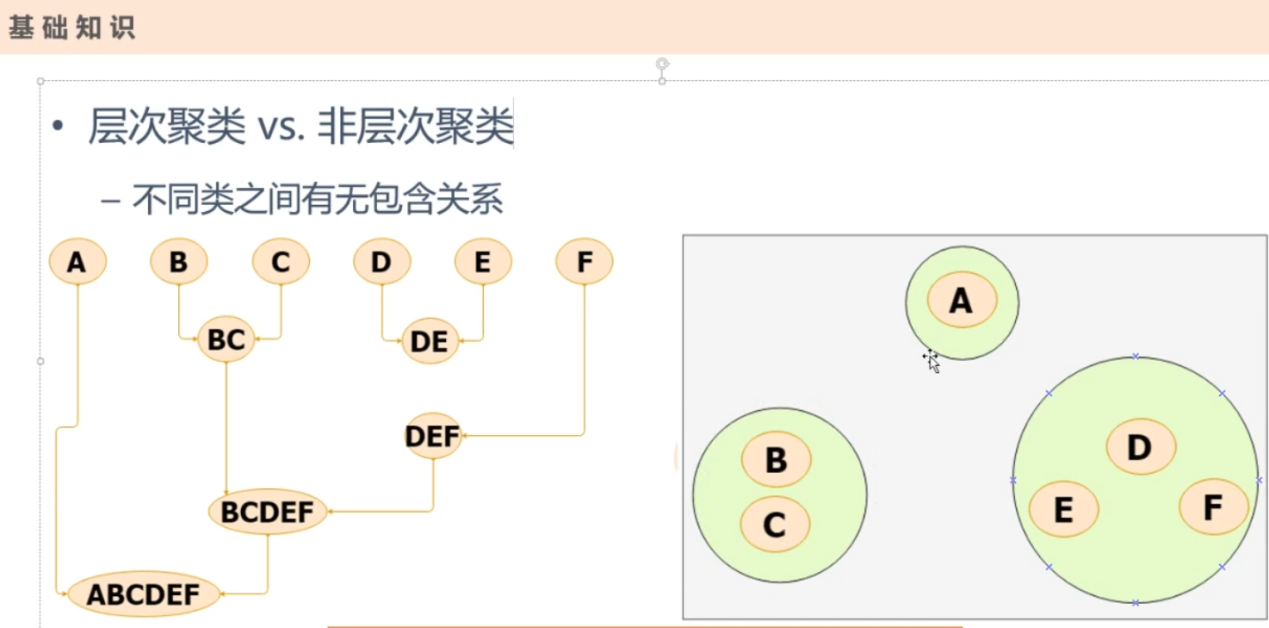 基础知识
• 层次聚类 vs. 非层次聚类
– 不同类之间有无包含关系
A B C D E F
BC DE
DEF
BCDEF
ABCDEF
A
B
C
D
E F